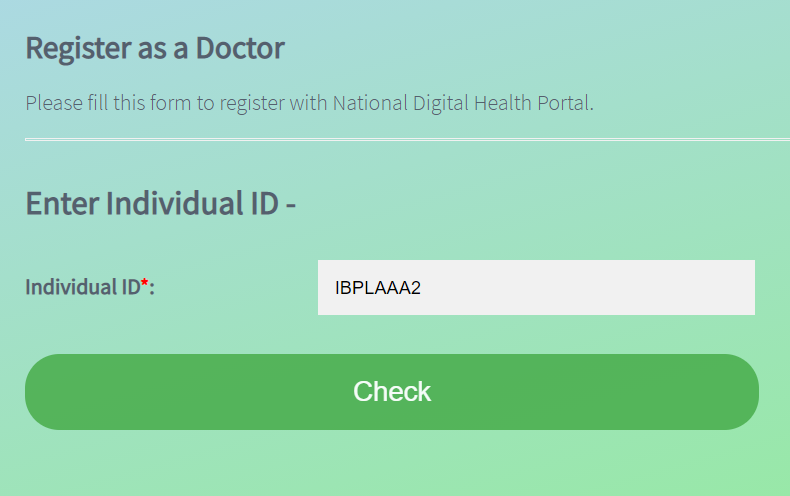 Register as a Doctor
Please fill this form to register with National Digital Health Portal.
Enter Individual ID -
Individual ID*: IBPLAAA2
Check